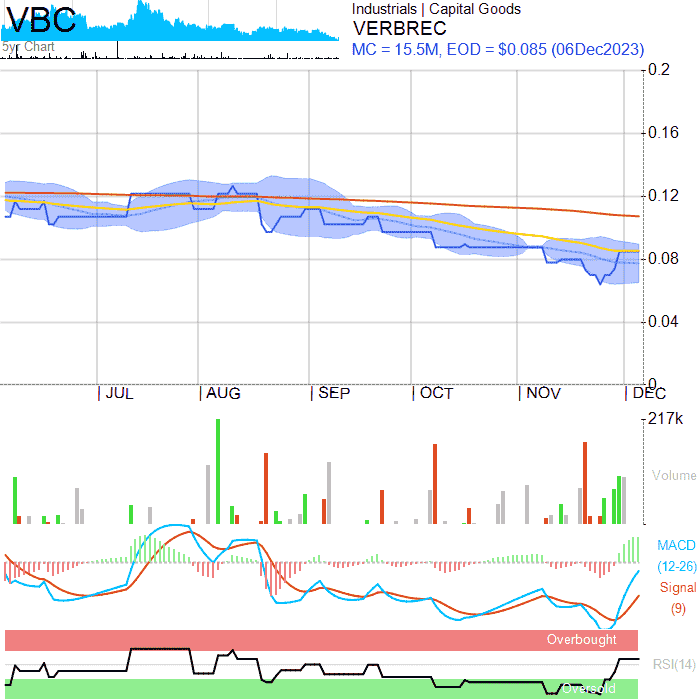 VBC
5yr Chart
Industrials | Capital Goods
VERBREC
MC = 15.5M, EOD = $0.085 (06Dec2023)
0.2
0.16
0.12
0.08
0.04
0
JUL
AUG
SEP
OCT
NOV
DEC
217k
Volume
MACD
(12-26)
Signal
(9)
Overbought
RSI(14)
Oversold